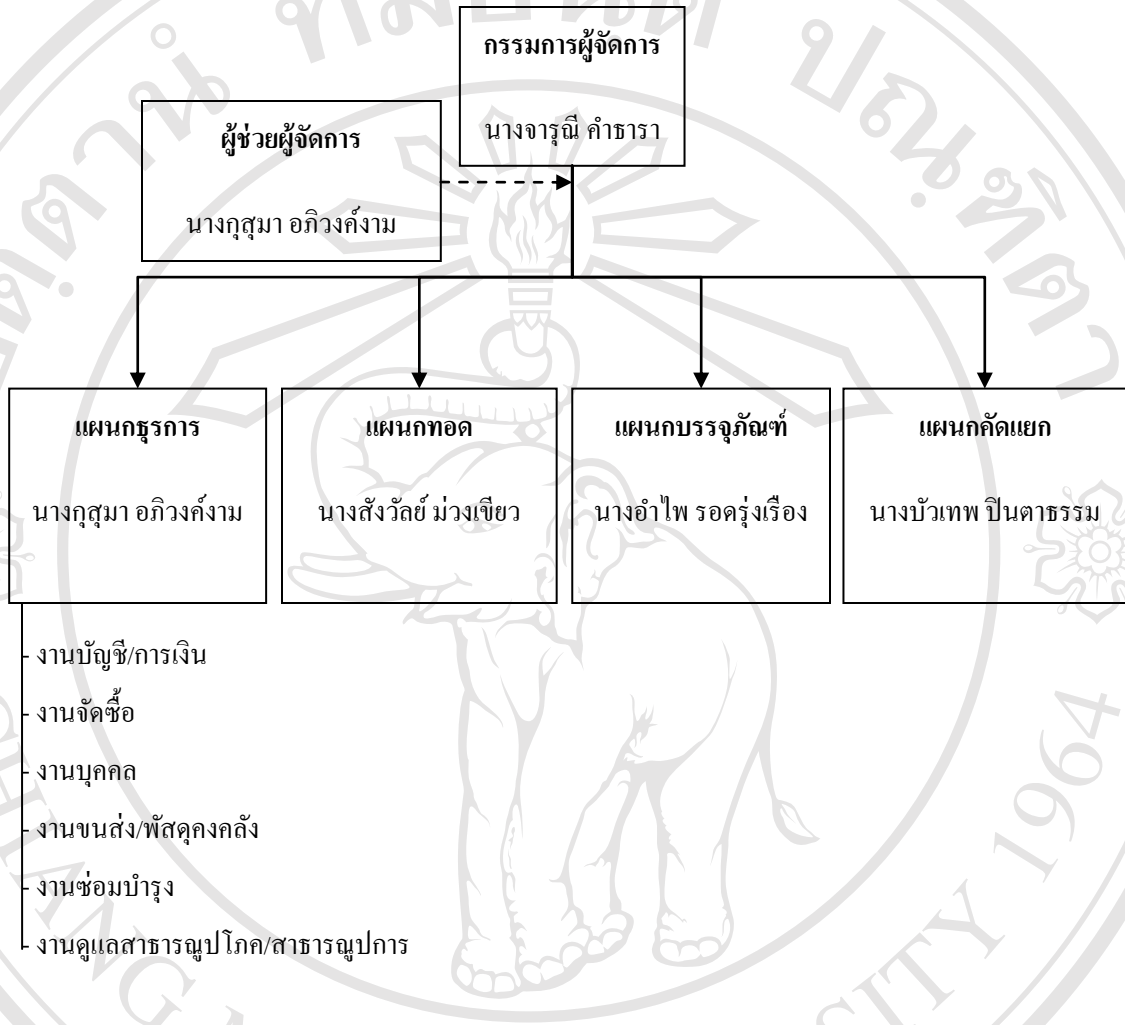 กรรมการผู้จัดการ
นางจารุณี คำธารา
ผู้ช่วยผู้จัดการ
นางกุสุมา อภิวงค์งาม
แผนกธุรการ
นางกุสุมา อภิวงค์งาม
แผนกทอด
นางสังวัลย์ ม่วงเขียว
แผนกบรรจุภัณฑ์
นางอำไพ รอดรุ่งเรือง
แผนกคัดแยก
นางบัวเทพ ปินตาธรรม
- งานบัญชี/การเงิน
- งานจัดซื้อ
- งานบุคคล
- งานขนส่ง/พัสดุคงคลัง
- งานซ่อมบำรุง
- งานดูแลสาธารณูปโภค/สาธารณูปการ
1964